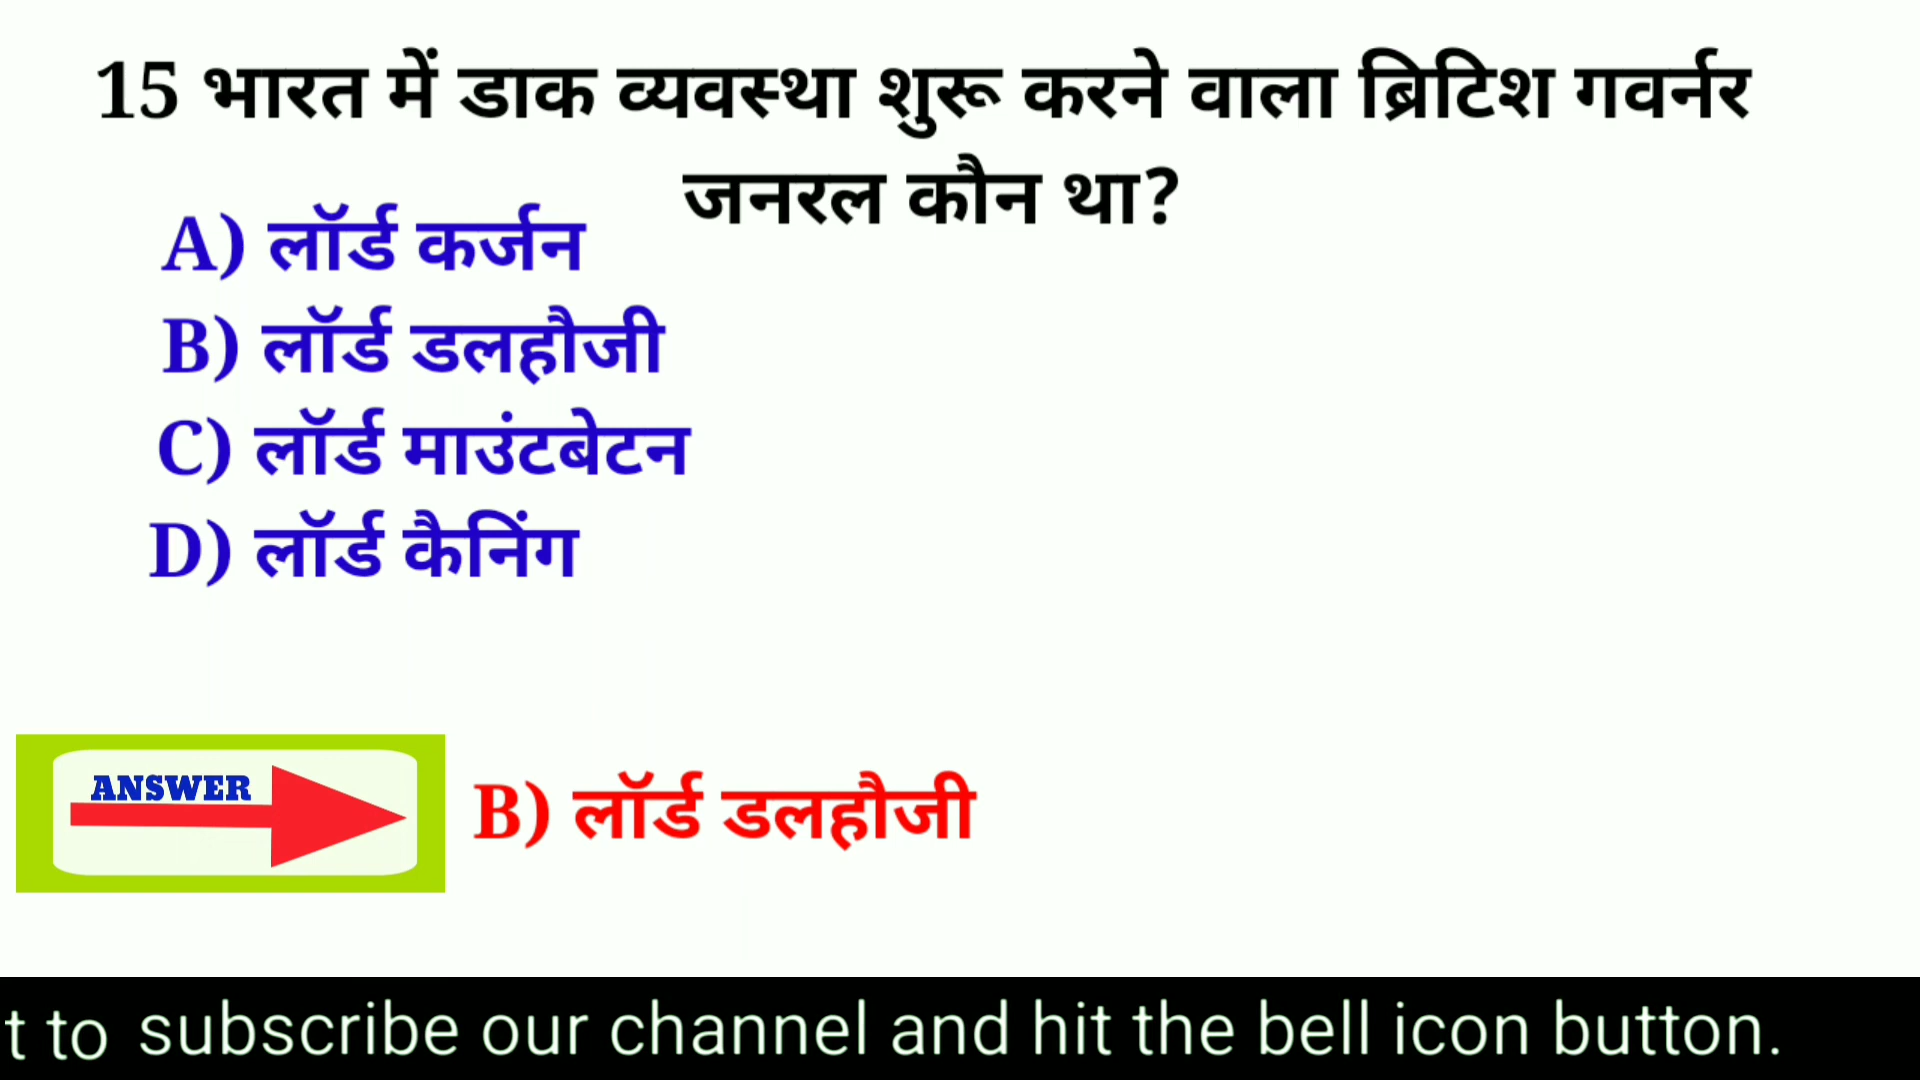 15 भारत में डाक व्यवस्था शुरू करने वाला ब्रिटिश गवर्नर
जनरल कौन था?
A) लॉर्ड कर्जन
B) लॉर्ड डलहौजी
C) लॉर्ड माउंटबेटन
D) लॉर्ड कैनिंग
ANSWER
B) लॉर्ड डलहौजी
t to subscribe our channel and hit the bell icon button.